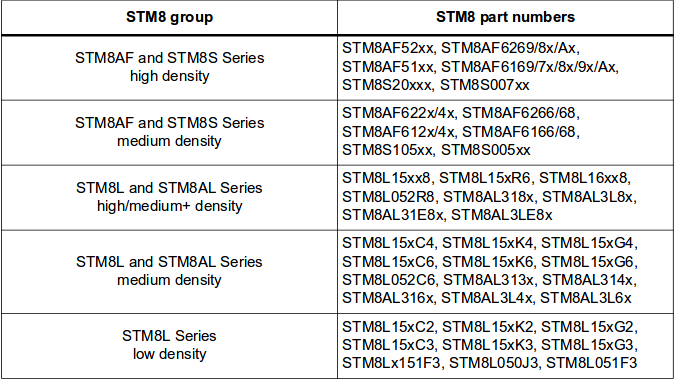 STM8 group
STM8 part numbers
STM8AF and STM8S Series
high density
STM8AF52xx, STM8AF6269/8x/Ax,
STM8AF51xx, STM8AF6169/7x/8x/9x/Ax,
STM8S20xxx, STM8S007xx
STM8AF and STM8S Series
medium density
STM8AF622x/4x, STM8AF6266/68,
STM8AF612x/4x, STM8AF6166/68,
STM8S105xx, STM8S005xx
STM8L and STM8AL Series
high/medium+ density
STM8L15xx8, STM8L15xR6, STM8L16xx8,
STM8L052R8, STM8AL318x, STM8AL3L8x,
STM8AL31E8x, STM8AL3LE8x
STM8L and STM8AL Series
medium density
STM8L15xC4, STM8L15xK4, STM8L15xG4,
STM8L15xC6, STM8L15xK6, STM8L15xG6,
STM8L052C6, STM8AL313x, STM8AL314x,
STM8AL316x, STM8AL3L4x, STM8AL3L6x
STM8L Series
low density
STM8L15xC2, STM8L15xK2, STM8L15xG2,
STM8L15xC3, STM8L15xK3, STM8L15xG3,
STM8Lx151F3, STM8L050J3, STM8L051F3